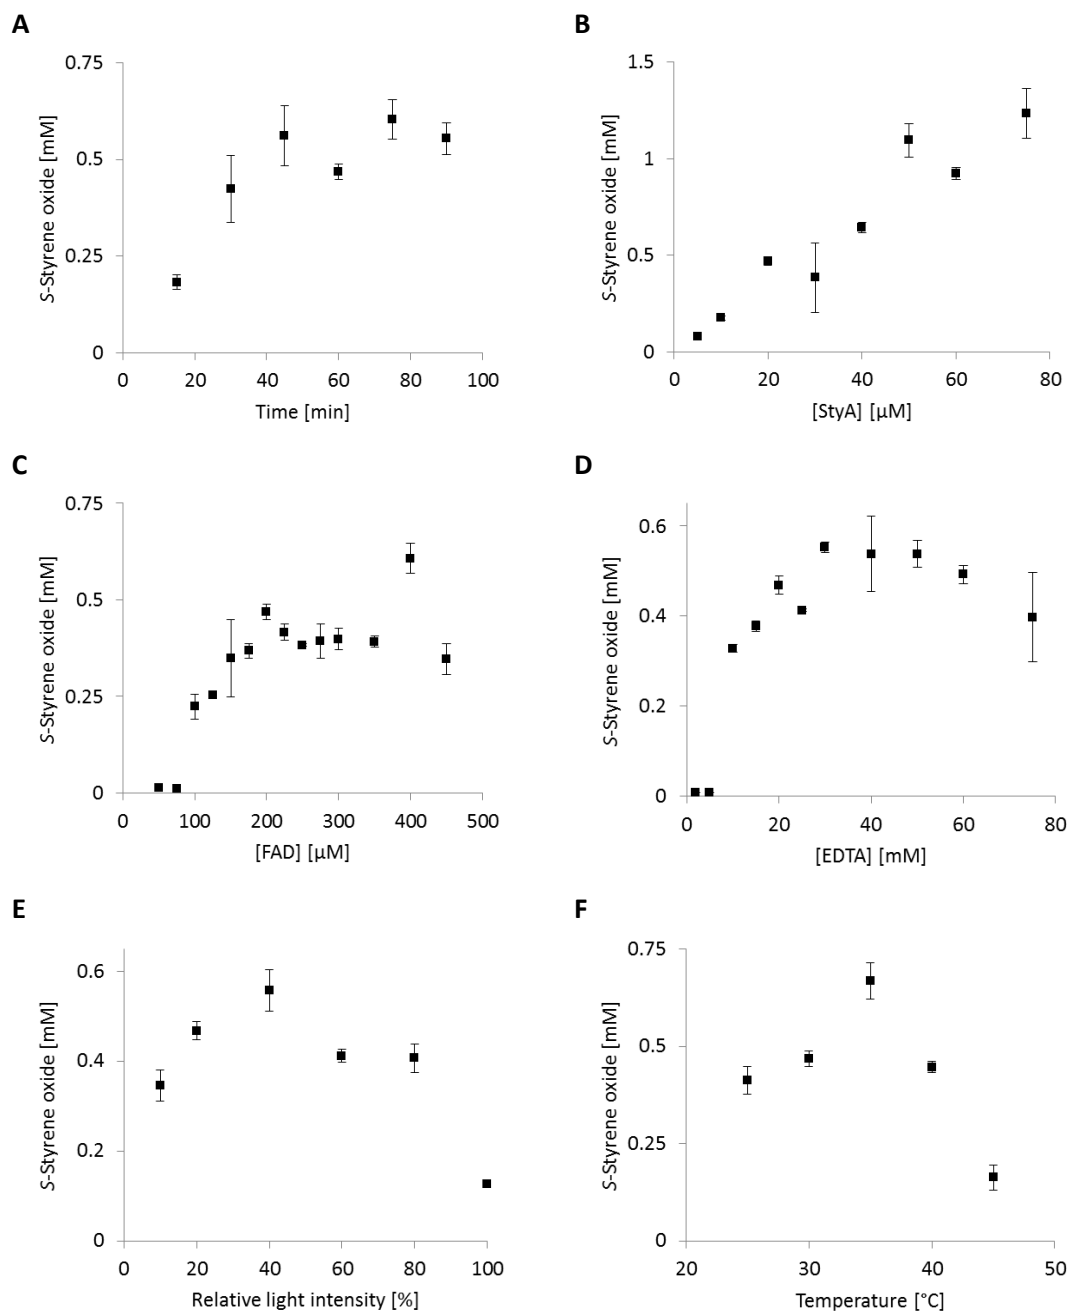 A
0.75
0.5
0.25
0
0 20 40 60 80 100
S-Styrene oxide [mM]
Time [min]
B
1.5
1
0.5
0
0 20 40 60 80
S-Styrene oxide [mM]
[StyA] [µM]
C
0.75
0.5
0.25
0
0 100 200 300 400 500
S-Styrene oxide [mM]
[FAD] [µM]
D
0.6
0.4
0.2
0
0 20 40 60 80
S-Styrene oxide [mM]
[EDTA] [mM]
E
0.6
0.4
0.2
0
0 20 40 60 80 100
S-Styrene oxide [mM]
Relative light intensity [%]
F
0.75
0.5
0.25
0
20 30 40 50
S-Styrene oxide [mM]
Temperature [°C]